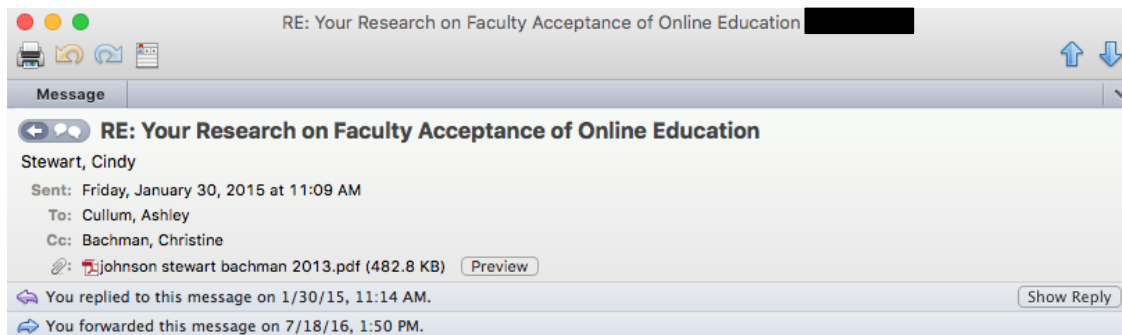 RE: Your Research on Faculty Acceptance of Online Education
Message
RE: Your Research on Faculty Acceptance of Online Education
Stewart, Cindy
Sent: Friday, January 30, 2015 at 11:09 AM
To: Cullum, Ashley
Cc: Bachman, Christine
johnson stewart bachman 2013.pdf (482.8 KB) Preview
You replied to this message on 1/30/15, 11:14 AM. Show Reply
You forwarded this message on 7/18/16, 1:50 PM.